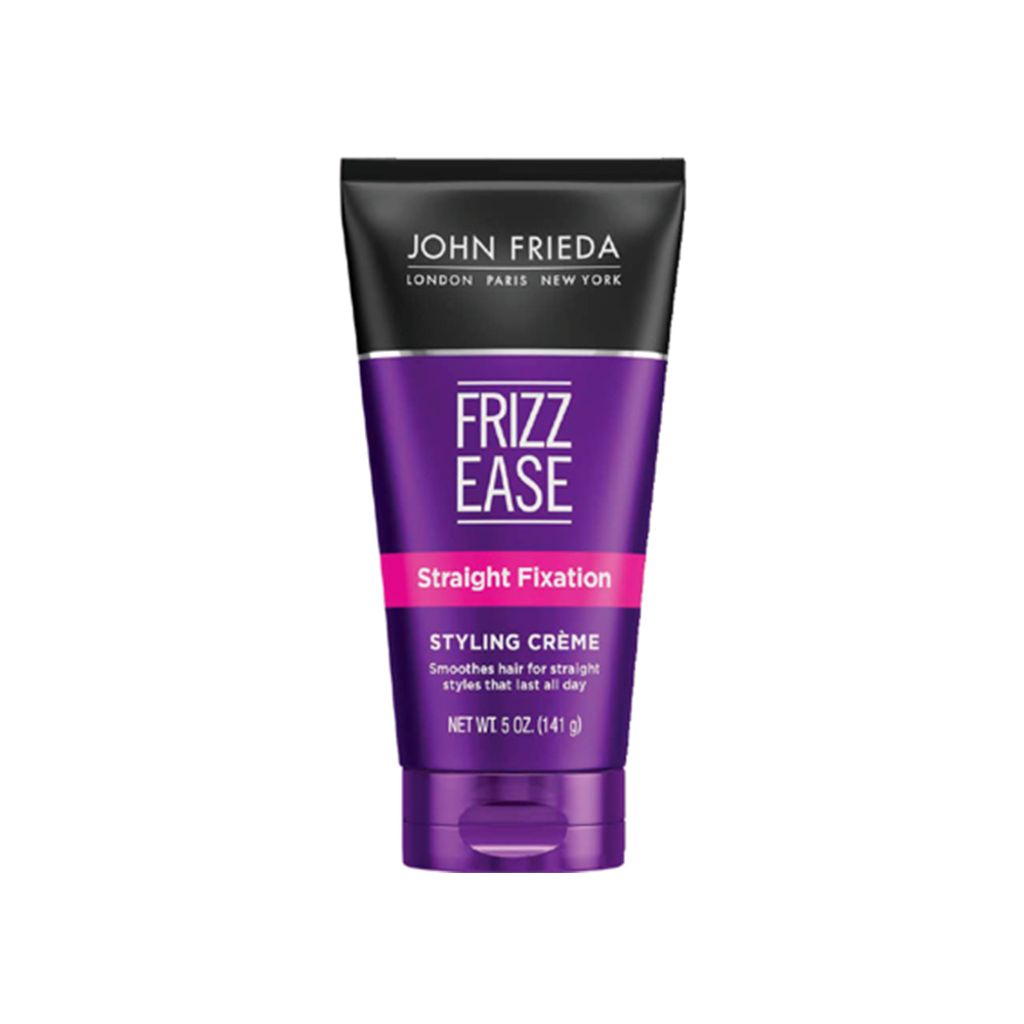 JOHN FRIEDA
LONDON PARIS NEW YORK
FRIZZ
EASE
Straight Fixation
STYLING CRÈME
Smoothes hair for straight
styles that last all day
NET WT. 5 OZ. (141 g)